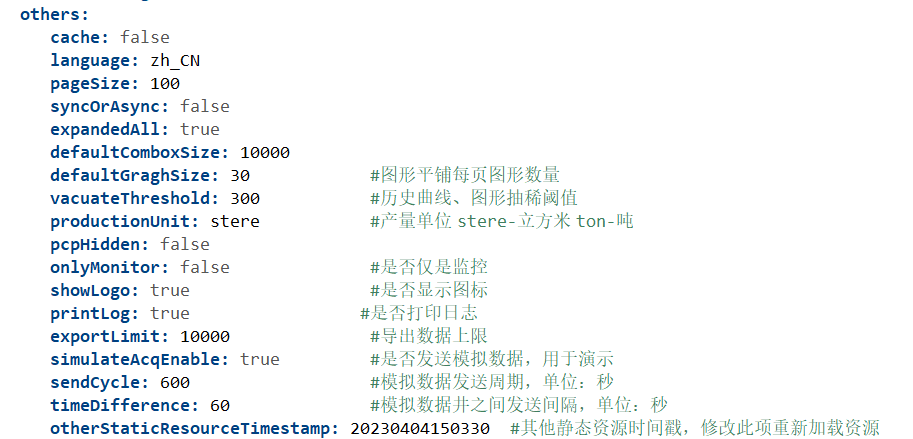 others:
cache: false
language: zh_CN
pageSize: 100
syncOrAsync: false
expandedAll: true
defaultComboxSize: 10000
defaultGraghSize: 30 #图形平铺每页图形数量
vacuateThreshold: 300 #历史曲线、图形抽稀阈值
productionUnit: stere #产量单位 stere-立方米 ton-吨
pcpHidden: false
onlyMonitor: false #是否仅是监控
showLogo: true #是否显示图标
printLog: true #是否打印日志
exportLimit: 10000 #导出数据上限
simulateAcqEnable: true #是否发送模拟数据，用于演示
sendCycle: 600 #模拟数据发送周期，单位：秒
timeDifference: 60 #模拟数据井之间发送间隔，单位：秒
otherStaticResourceTimestamp: 20230404150330 #其他静态资源时间戳，修改此项重新加载资源